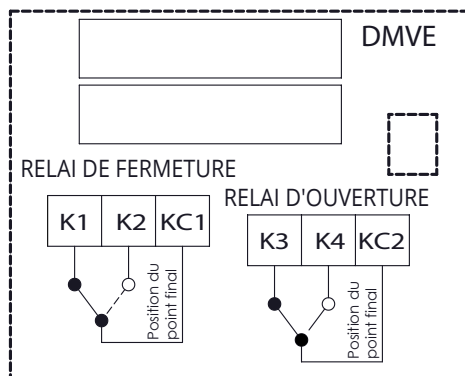 DMVE
RELAI DE FERMETURE
K1 K2 KC1
Position du
point final
RELAI D'OUVERTURE
K3 K4 KC2
Position du
point final